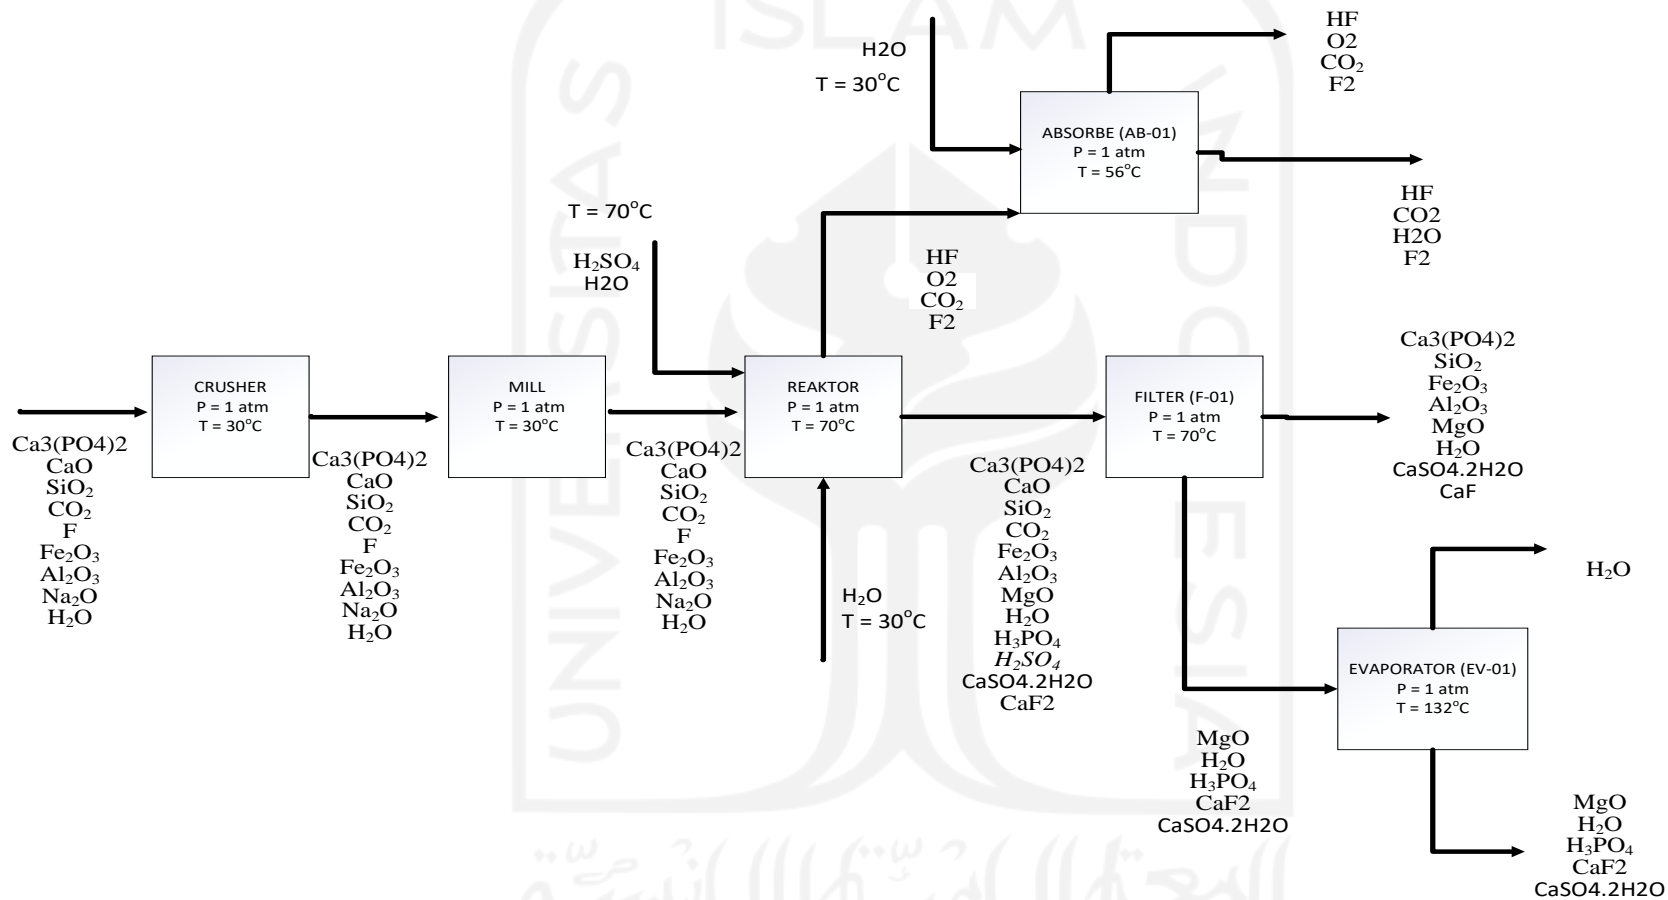 ISLAM
UNIVERSITAS
INDONESIA
H2O
T = 30°C
HF
O2
CO₂
F2
ABSORBE (AB-01)
P = 1 atm
T = 56°C
HF
CO2
H2O
F2
T = 70°C
H₂SO₄
H2O
HF
O2
CO₂
F2
CRUSHER
P = 1 atm
T = 30°C
MILL
P = 1 atm
T = 30°C
REAKTOR
P = 1 atm
T = 70°C
FILTER (F-01)
P = 1 atm
T = 70°C
Ca3(PO4)2
SiO₂
Fe₂O₃
Al₂O₃
MgO
H₂O
CaSO4.2H2O
CaF
Ca3(PO4)2
CaO
SiO₂
CO₂
F
Fe₂O₃
Al₂O₃
Na₂O
H₂O
Ca3(PO4)2
CaO
SiO₂
CO₂
F
Fe₂O₃
Al₂O₃
Na₂O
H₂O
Ca3(PO4)2
CaO
SiO₂
CO₂
F
Fe₂O₃
Al₂O₃
Na₂O
H₂O
H₂O
T = 30°C
Ca3(PO4)2
CaO
SiO₂
CO₂
Fe₂O₃
Al₂O₃
MgO
H₂O
H₃PO₄
H₂SO₄
CaSO4.2H2O
CaF2
H₂O
EVAPORATOR (EV-01)
P = 1 atm
T = 132°C
MgO
H₂O
H₃PO₄
CaF2
CaSO4.2H2O
MgO
H₂O
H₃PO₄
CaF2
CaSO4.2H2O